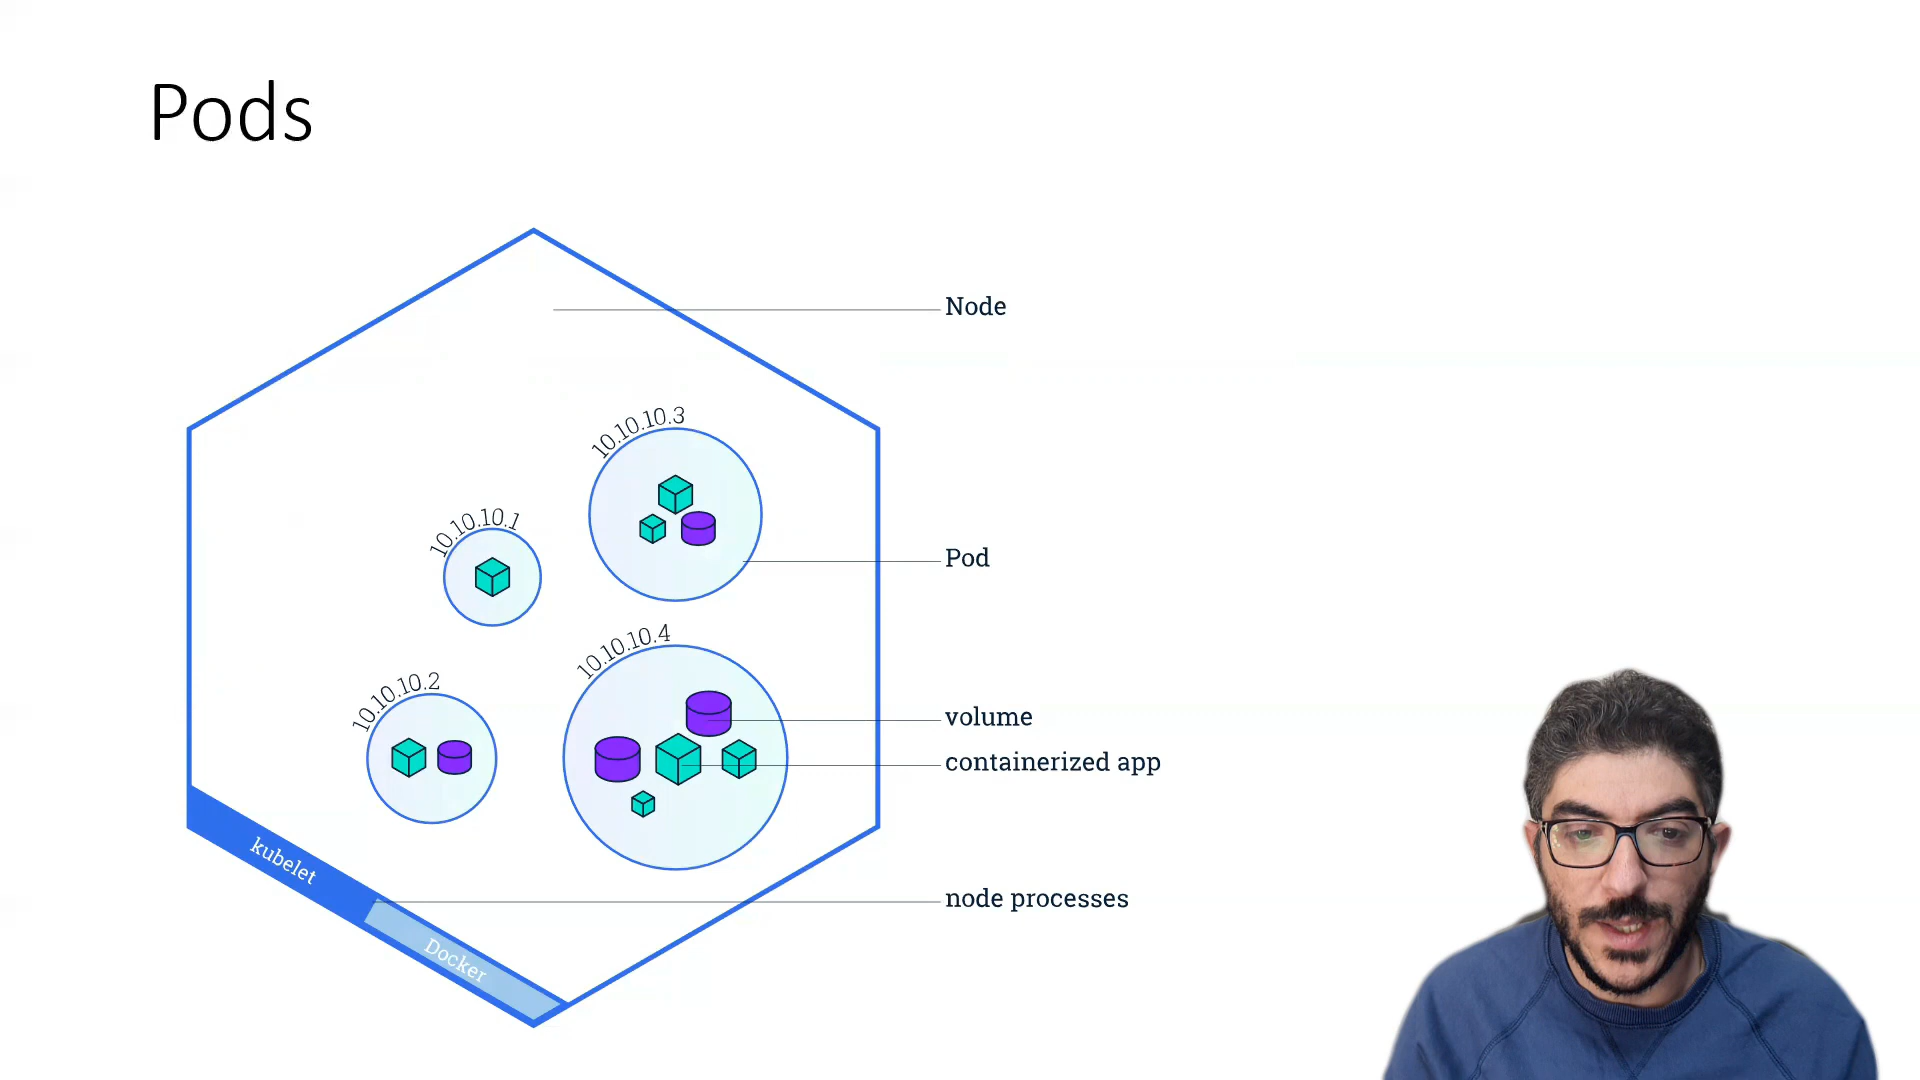 Pods
Node
10.10.10.3
10.10.10.1
Pod
10.10.10.4
10.10.10.2
volume
containerized app
kubelet
node processes
Docker